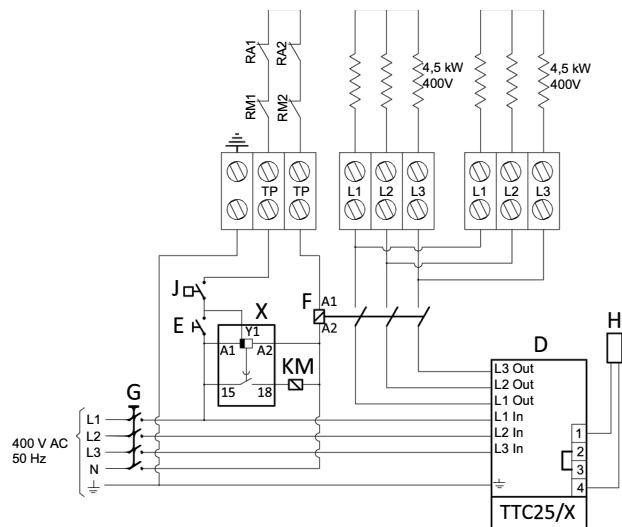 RA1 RA2
4,5 kW
400V
4,5 kW
400V
RM1 RM2
TP TP
L1 L2 L3
L1 L2 L3
J
E
X
Y1
A1 A2
15 18
KM
F
A1
A2
D
H
L3 Out
L2 Out
L1 Out
L1 In
L2 In
L3 In
1
2
3
4
TTC25/X
G
400 V AC
50 Hz
L1
L2
L3
N